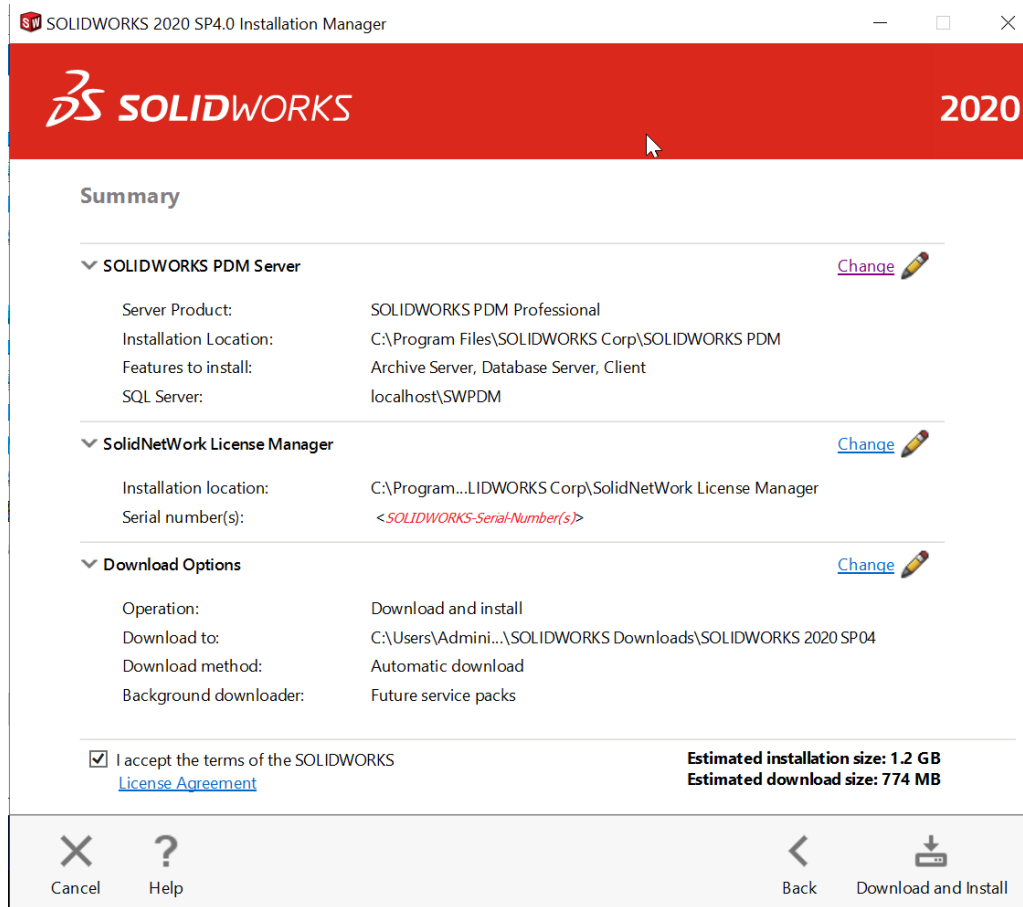 SOLIDWORKS 2020 SP4.0 Installation Manager
SOLIDWORKS 2020
Summary
SOLIDWORKS PDM Server Change
Server Product: SOLIDWORKS PDM Professional
Installation Location: C:\Program Files\SOLIDWORKS Corp\SOLIDWORKS PDM
Features to install: Archive Server, Database Server, Client
SQL Server: localhost\SWPDM
SolidNetWork License Manager Change
Installation location: C:\Program...LIDWORKS Corp\SolidNetWork License Manager
Serial number(s): <SOLIDWORKS-Serial-Number(s)>
Download Options Change
Operation: Download and install
Download to: C:\Users\Admini...\SOLIDWORKS Downloads\SOLIDWORKS 2020 SP04
Download method: Automatic download
Background downloader: Future service packs
I accept the terms of the SOLIDWORKS Estimated installation size: 1.2 GB
License Agreement Estimated download size: 774 MB
Cancel Help Back Download and Install